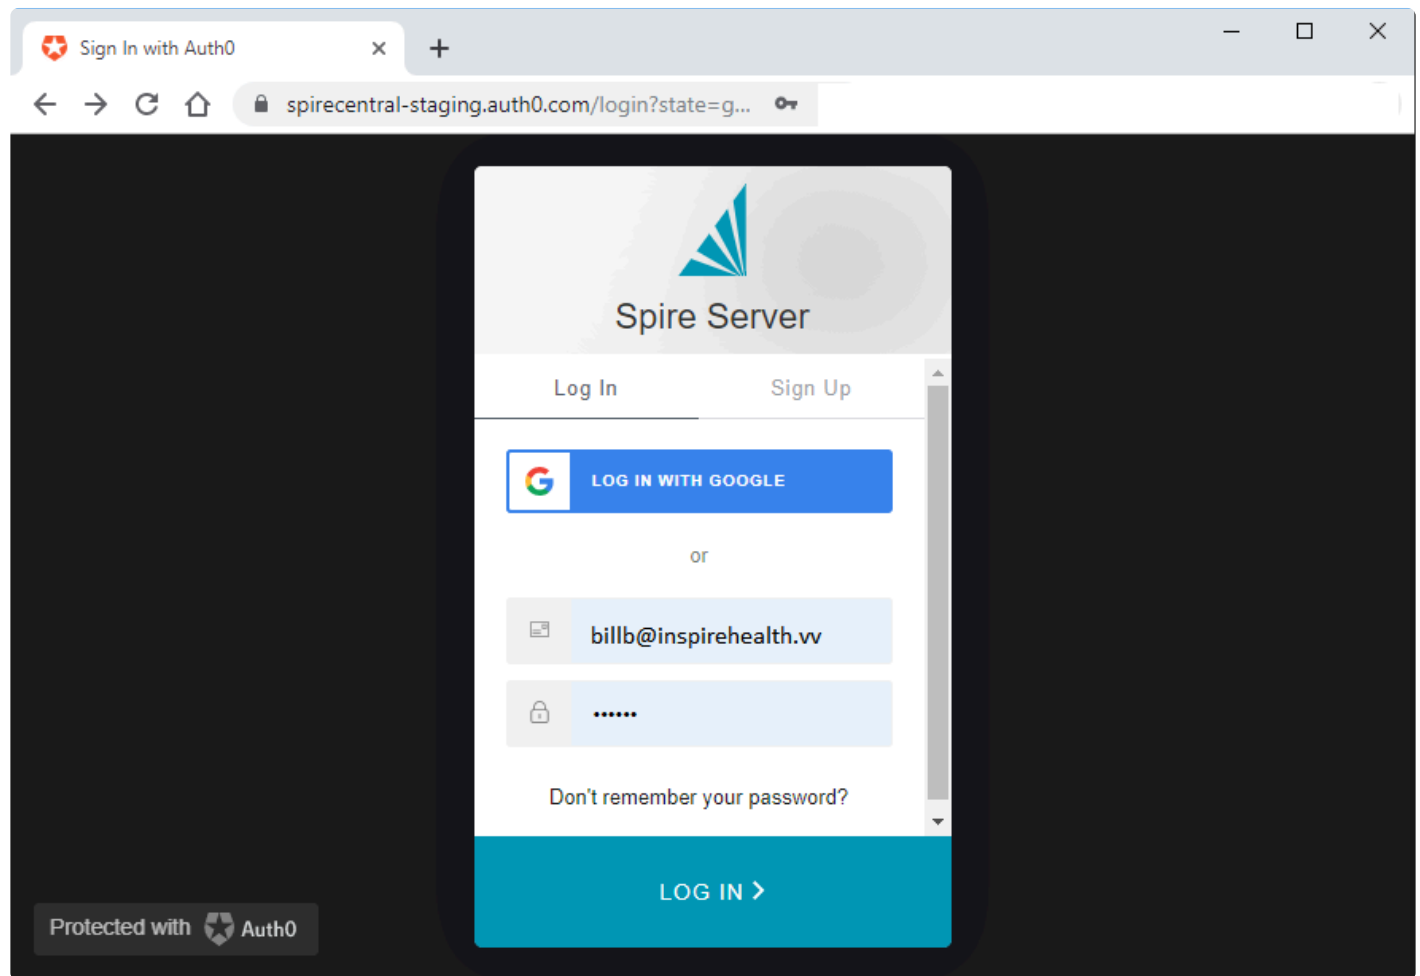 Sign In with Auth0
spirecentral-staging.auth0.com/login?state=g...
Spire Server
Log In
Sign Up
LOG IN WITH GOOGLE
or
billb@inspirehealth.vv
••••••
Don't remember your password?
LOG IN
Protected with Auth0